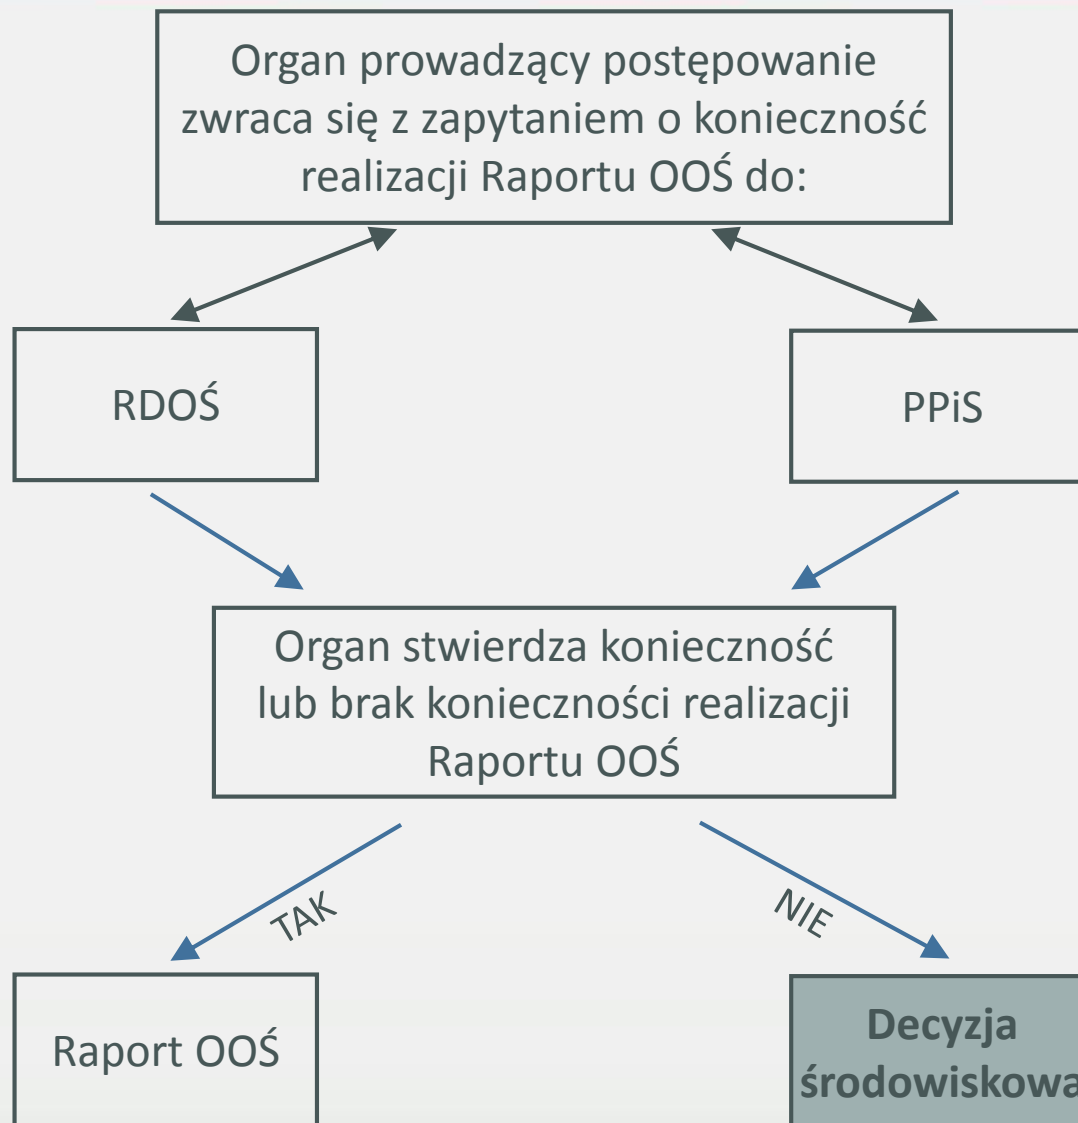 Organ prowadzący postępowanie
zwraca się z zapytaniem o konieczność
realizacji Raportu OOŚ do:
RDOŚ
PPiS
Organ stwierdza konieczność
lub brak konieczności realizacji
Raportu OOŚ
TAK
NIE
Raport OOŚ
Decyzja
środowiskowa